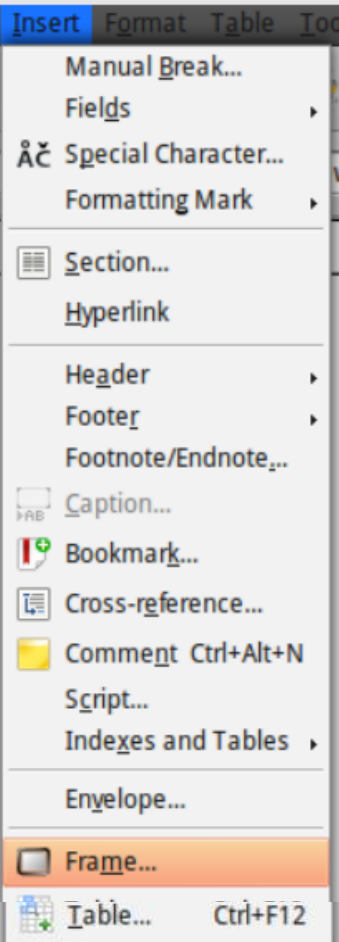 Insert Format Table Too
Manual Break...
Fields
Special Character...
Formatting Mark
Section...
Hyperlink
Header
Footer
Footnote/Endnote...
Caption...
Bookmark...
Cross-reference...
Comment Ctrl+Alt+N
Script...
Indexes and Tables
Envelope...
Frame...
Table... Ctrl+F12